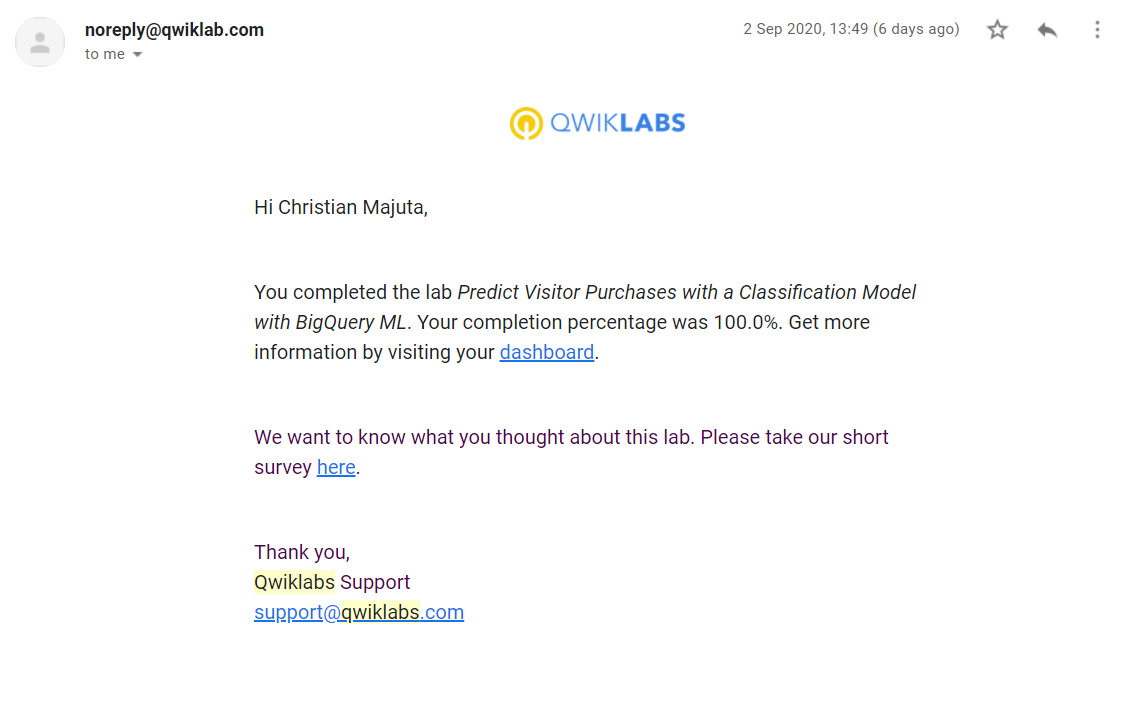 noreply@qwiklab.com
2 Sep 2020, 13:49 (6 days ago)
to me
QWIKLABS
Hi Christian Majuta,
You completed the lab Predict Visitor Purchases with a Classification Model
with BigQuery ML. Your completion percentage was 100.0%. Get more
information by visiting your dashboard.
We want to know what you thought about this lab. Please take our short
survey here.
Thank you,
Qwiklabs Support
support@qwiklabs.com